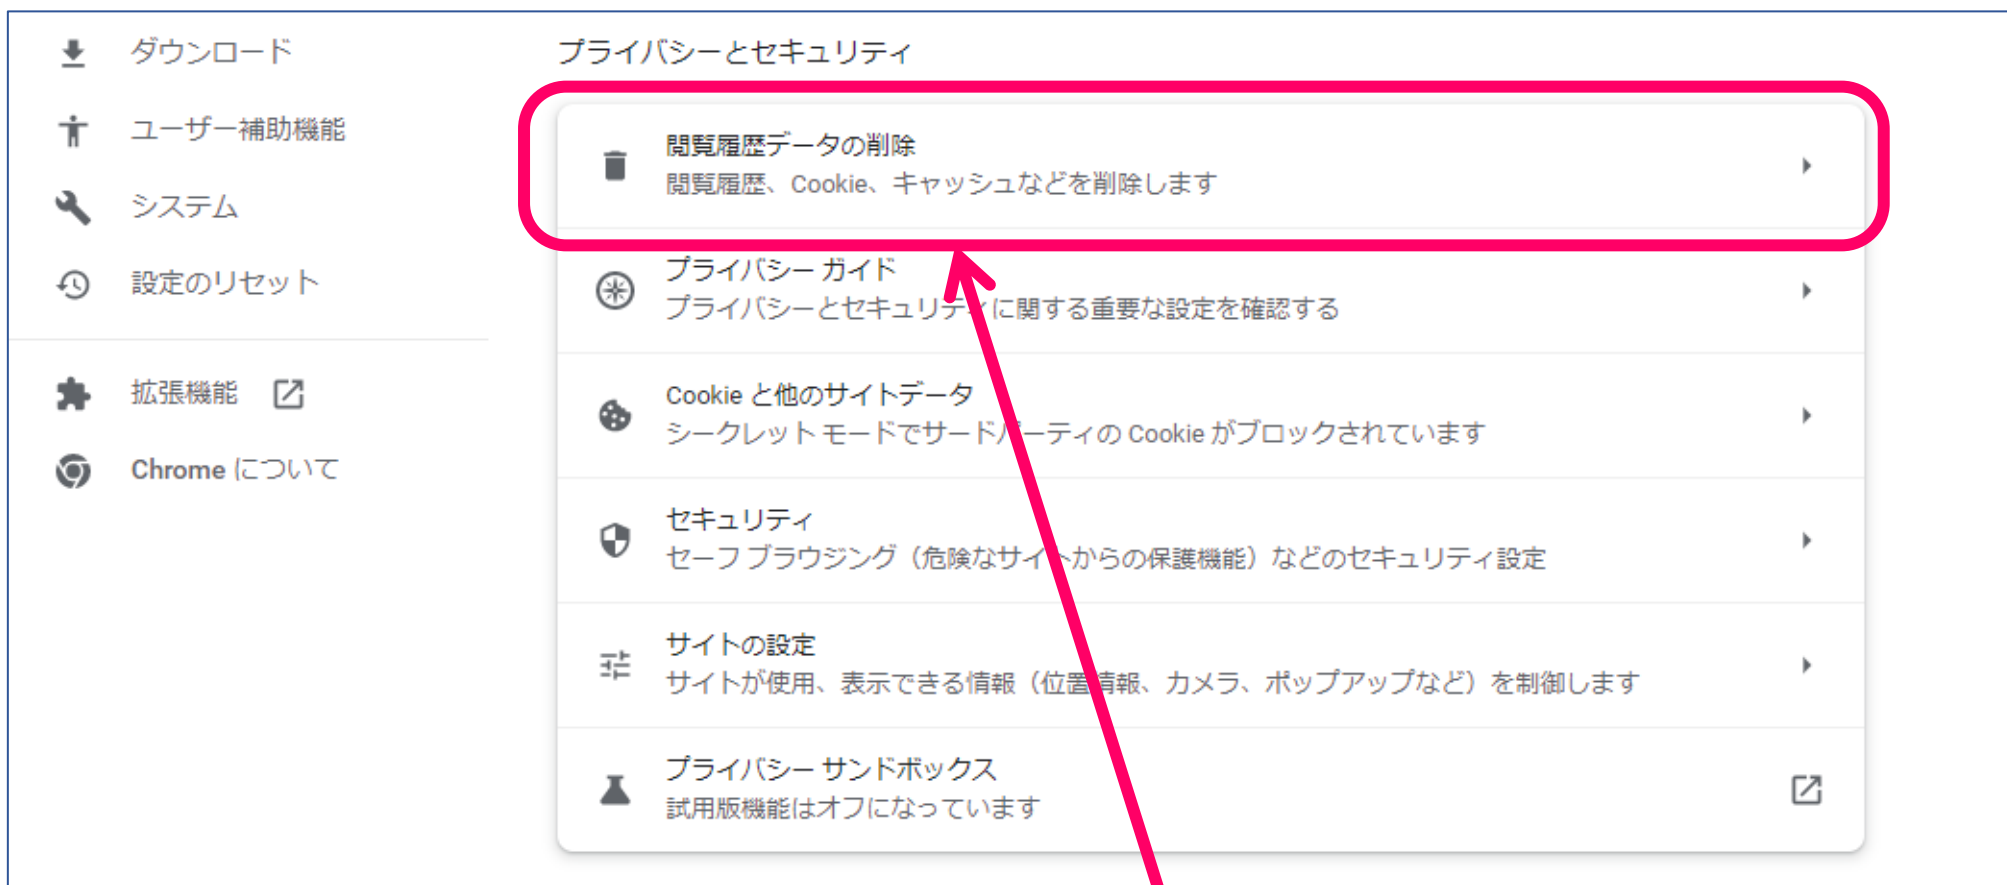 ダウンロード
ユーザー補助機能
システム
設定のリセット
拡張機能
Chrome について
プライバシーとセキュリティ
閲覧履歴データの削除
閲覧履歴、Cookie、キャッシュなどを削除します
プライバシー ガイド
プライバシーとセキュリティに関する重要な設定を確認する
Cookie と他のサイトデータ
シークレット モードでサードパーティの Cookie がブロックされています
セキュリティ
セーフ ブラウジング（危険なサイトからの保護機能）などのセキュリティ設定
サイトの設定
サイトが使用、表示できる情報（位置情報、カメラ、ポップアップなど）を制御します
プライバシー サンドボックス
試用版機能はオフになっています